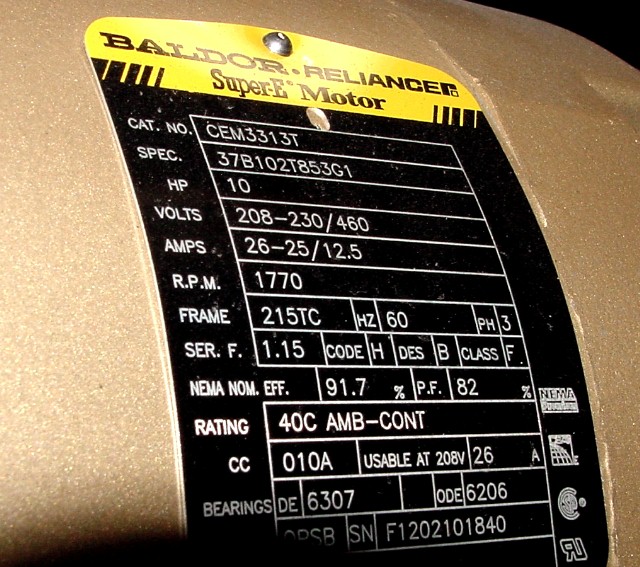 BALDOR·RELIANCE
Super-E® Motor
CAT. NO. CEM3313T
SPEC. 37B102T853G1
HP 10
VOLTS 208-230/460
AMPS 26-25/12.5
R.P.M. 1770
FRAME 215TC HZ 60 PH 3
SER. F. 1.15 CODE H DES B CLASS F
NEMA NOM. EFF. 91.7 % P.F. 82 %
NEMA
RATING 40C AMB-CONT
CC 010A USABLE AT 208V 26 A
BEARINGS DE 6307 ODE 6206
SN F1202101840